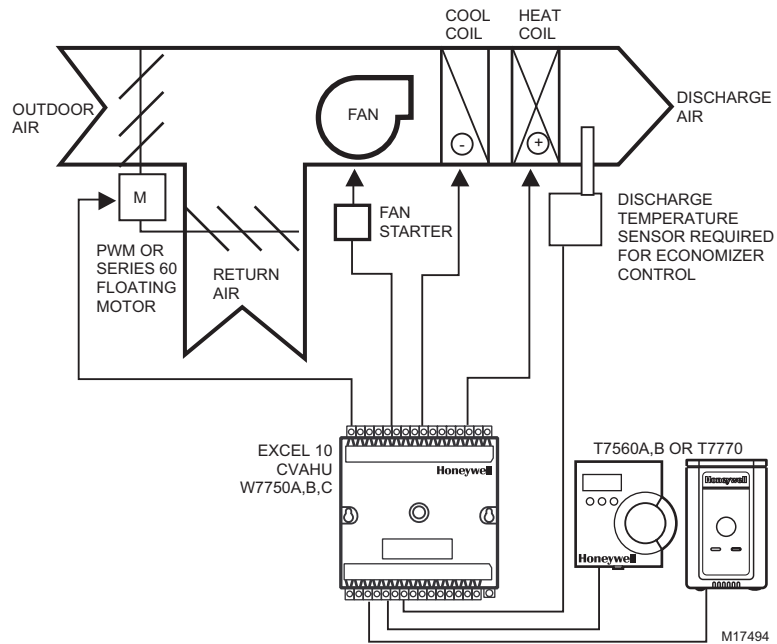 COOL
COIL
HEAT
COIL
OUTDOOR
AIR
FAN
DISCHARGE
AIR
-
+
M
FAN
STARTER
DISCHARGE
TEMPERATURE
SENSOR REQUIRED
FOR ECONOMIZER
CONTROL
PWM OR
SERIES 60
FLOATING
MOTOR
RETURN
AIR
EXCEL 10
CVAHU
W7750A,B,C
Honeywell
T7560A,B OR T7770
Honeywell
Honeywell
M17494